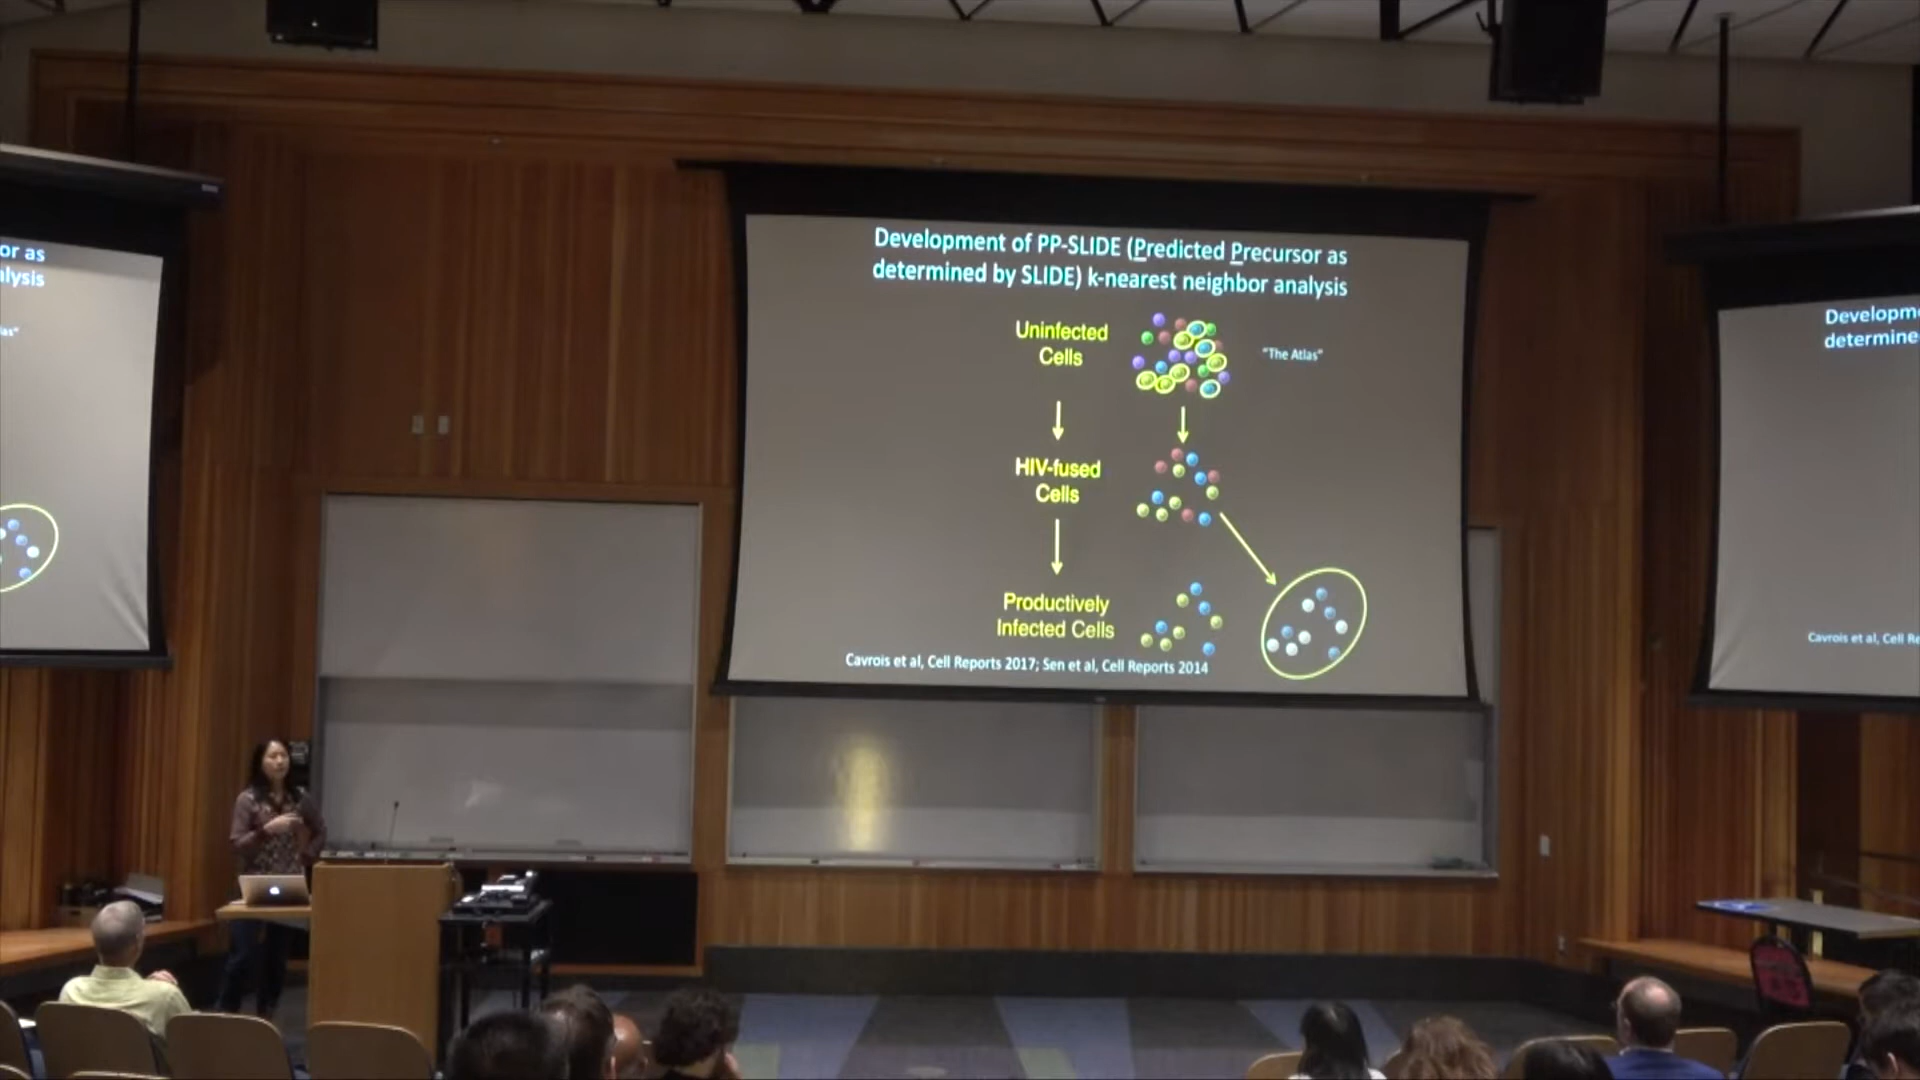 Development of PP-SLIDE (Predicted Precursor as
determined by SLIDE) k-nearest neighbor analysis
Uninfected
Cells
"The Atlas"
HIV-fused
Cells
Productively
Infected Cells
Cavrois et al, Cell Reports 2017; Sen et al, Cell Reports 2014
or as
lysis
las"
Developm
determine
Cavrois et al, Cell Re